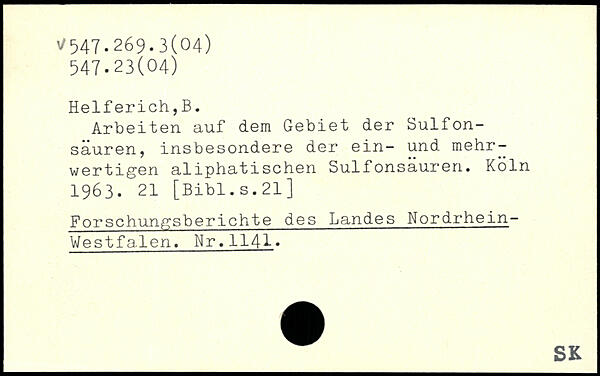 √547.269.3(04)
547.23(04)
Helferich,B.
Arbeiten auf dem Gebiet der Sulfon-
säuren, insbesondere der ein- und mehr-
wertigen aliphatischen Sulfonsäuren. Köln
1963. 21 [Bibl.s.21]
Forschungsberichte des Landes Nordrhein-
Westfalen. Nr.1141.
SK